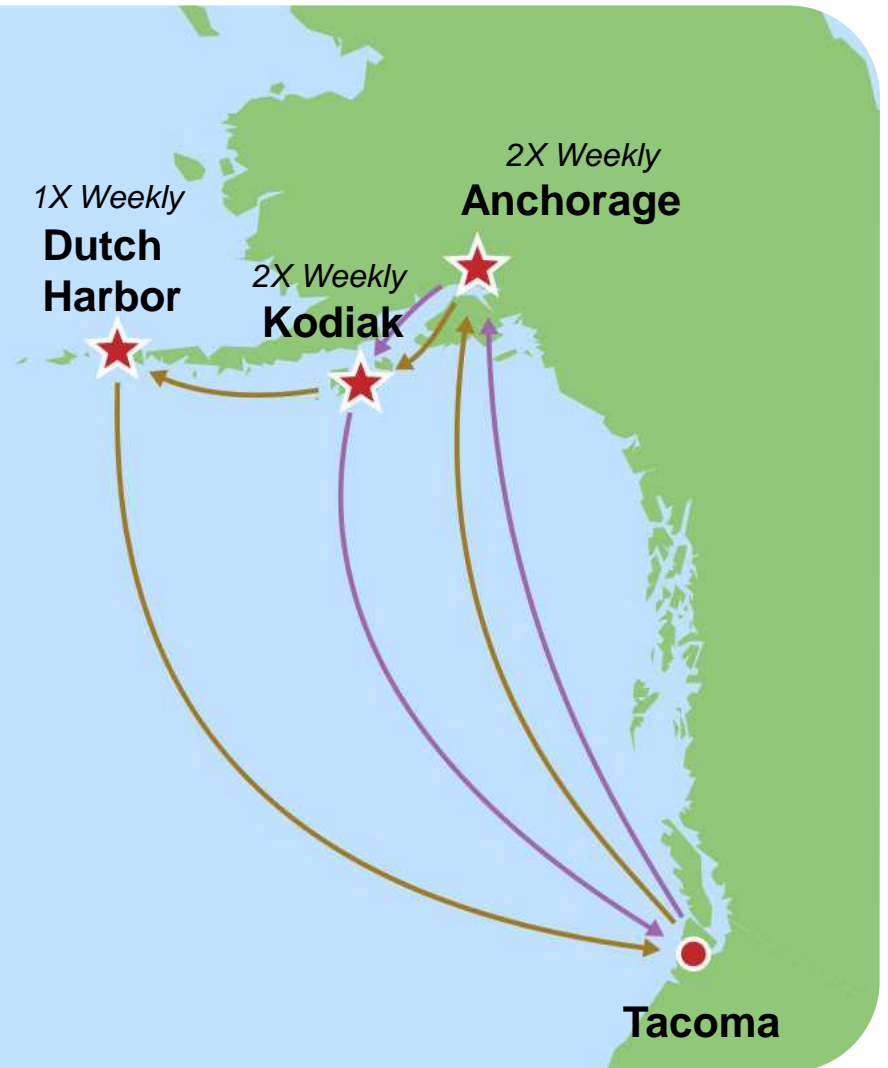 2X Weekly
Anchorage
1X Weekly
Dutch
Harbor
2X Weekly
Kodiak
Tacoma